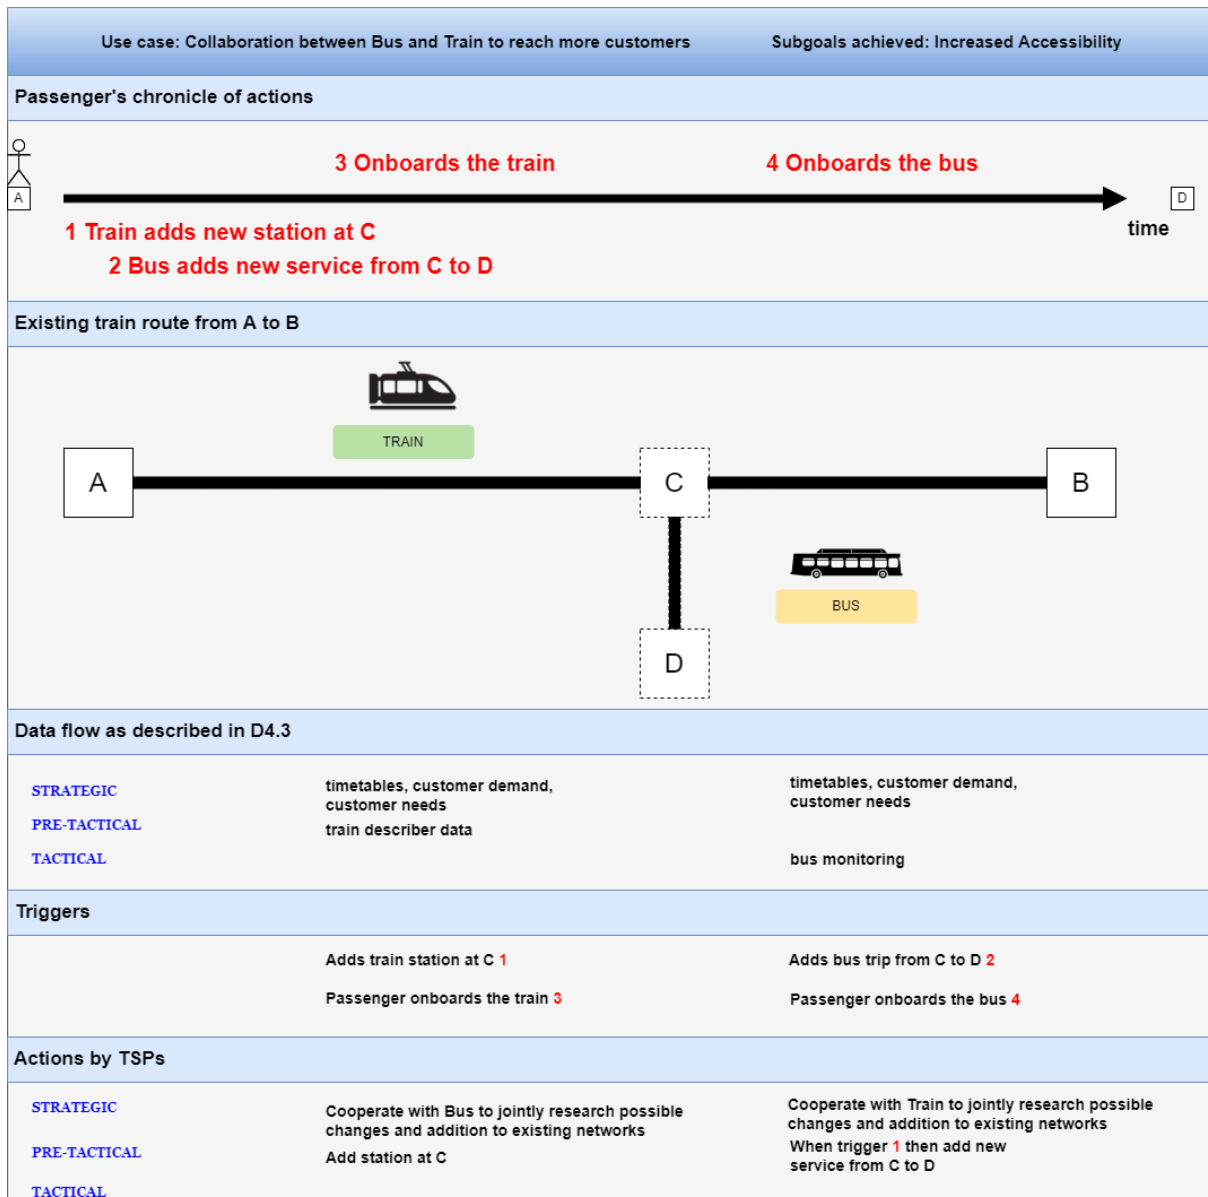 Use case: Collaboration between Bus and Train to reach more customers
Subgoals achieved: Increased Accessibility
Passenger's chronicle of actions
3 Onboards the train
4 Onboards the bus
A
D
time
1 Train adds new station at C
2 Bus adds new service from C to D
Existing train route from A to B
TRAIN
A
C
B
BUS
D
Data flow as described in D4.3
STRATEGIC
timetables, customer demand,
customer needs
timetables, customer demand,
customer needs
PRE-TACTICAL
train describer data
TACTICAL
bus monitoring
Triggers
Adds train station at C 1
Adds bus trip from C to D 2
Passenger onboards the train 3
Passenger onboards the bus 4
Actions by TSPs
STRATEGIC
Cooperate with Bus to jointly research possible
changes and addition to existing networks
Cooperate with Train to jointly research possible
changes and addition to existing networks
PRE-TACTICAL
Add station at C
When trigger 1 then add new
service from C to D
TACTICAL